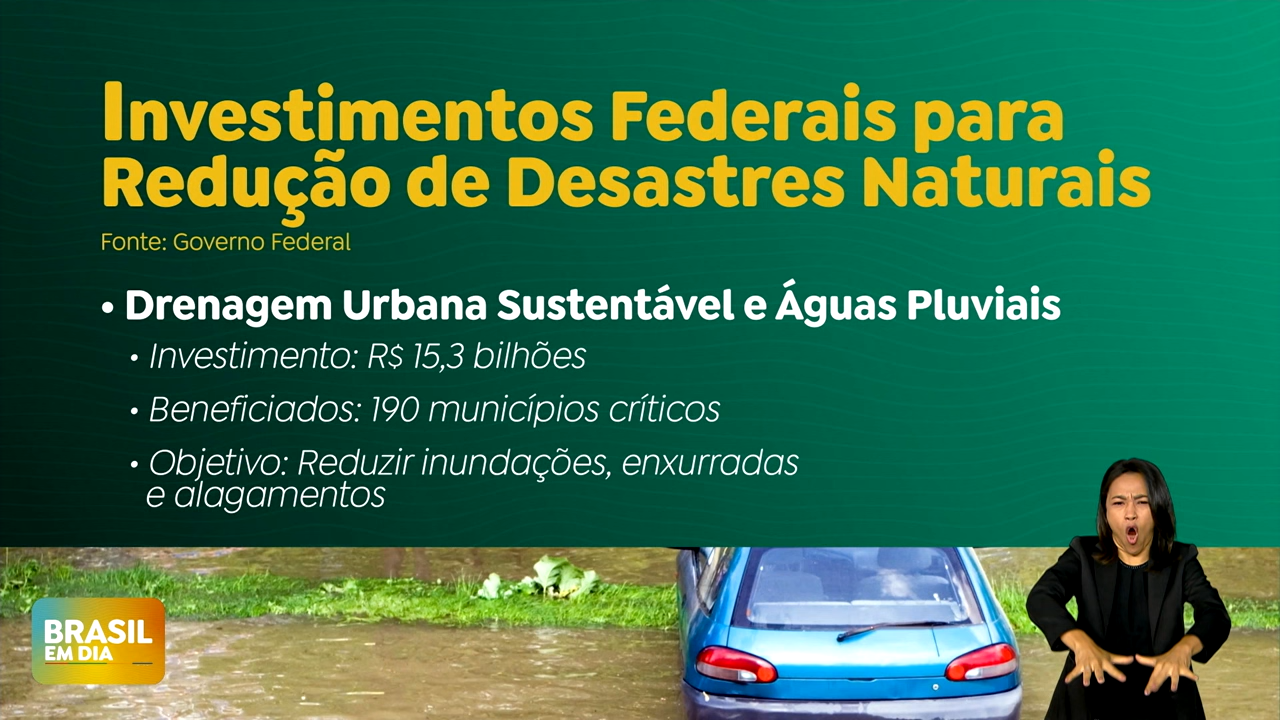 Investimentos Federais para
Redução de Desastres Naturais
Fonte: Governo Federal
• Drenagem Urbana Sustentável e Águas Pluviais
• Investimento: R$ 15,3 bilhões
• Beneficiados: 190 municípios críticos
• Objetivo: Reduzir inundações, enxurradas
e alagamentos
BRASIL
EM DIA